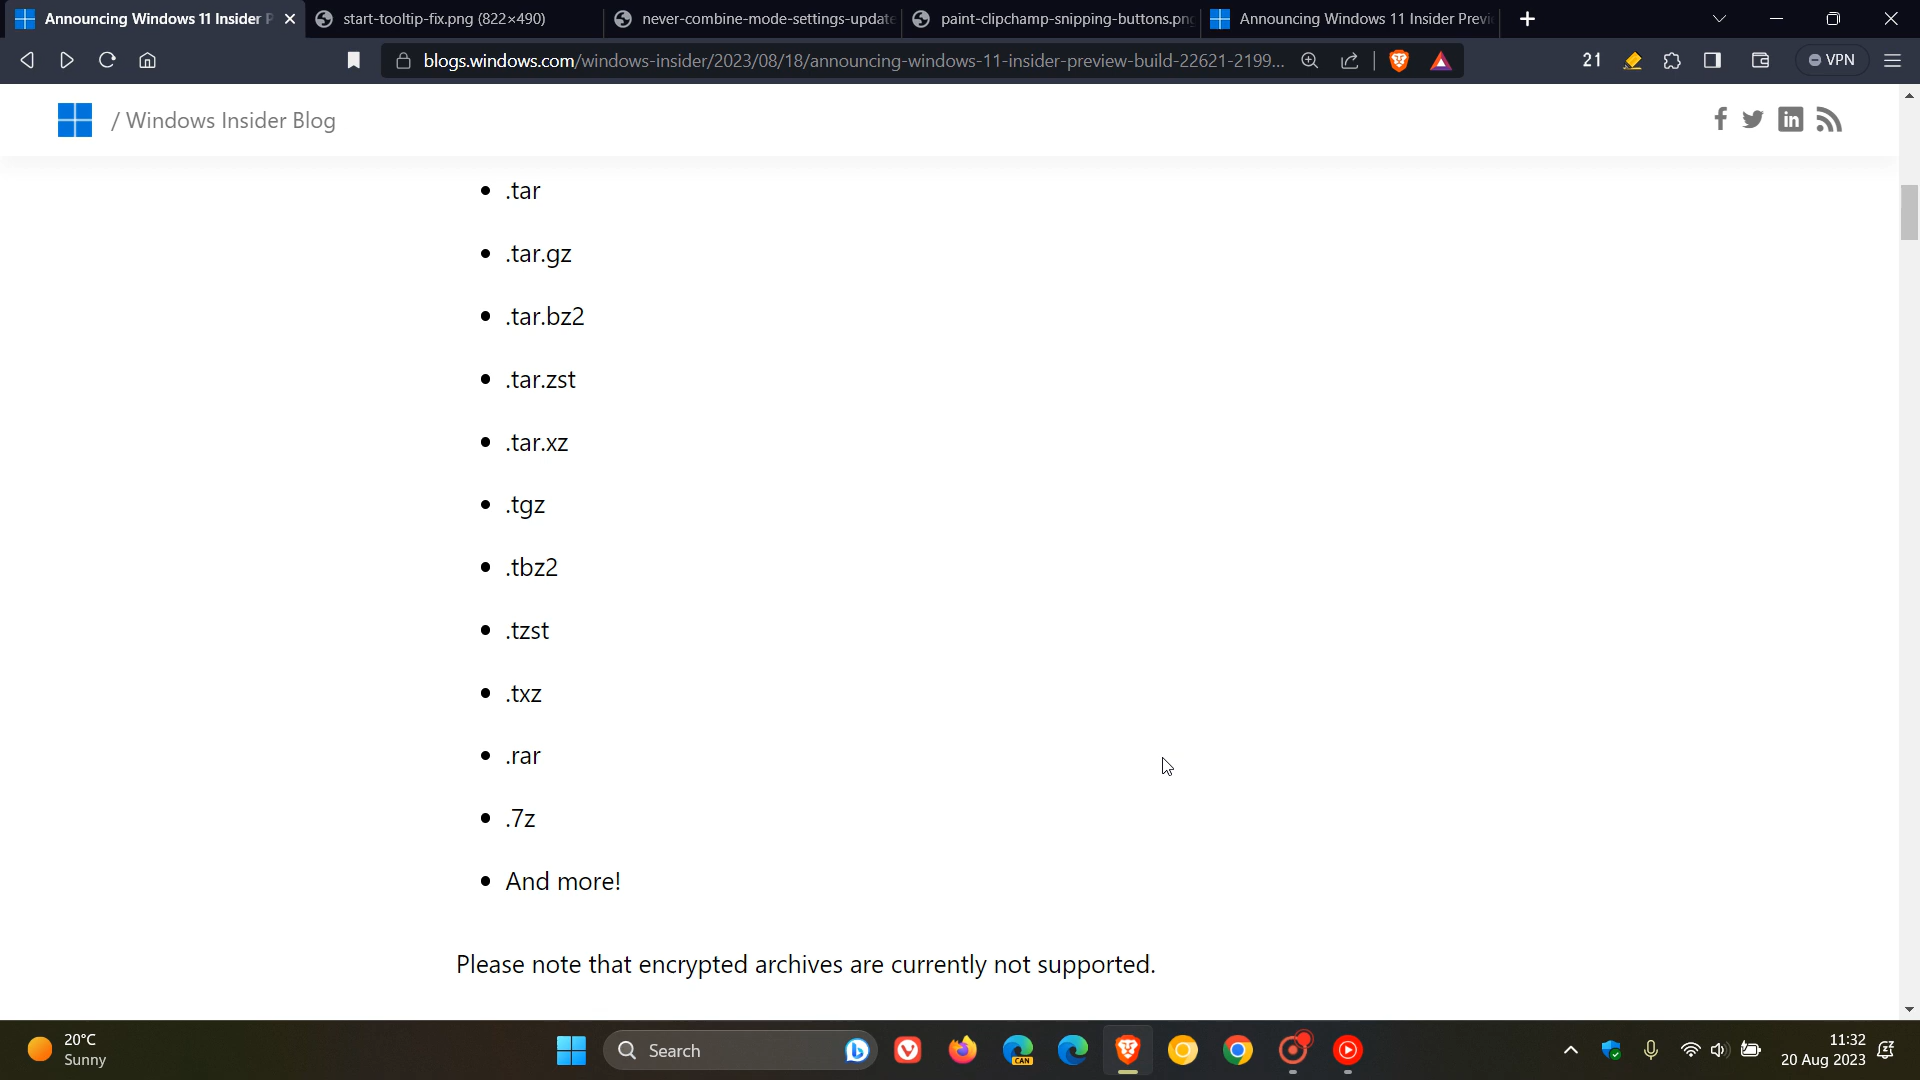 Announcing Windows 11 Insider P
start-tooltip-fix.png (822×490)
never-combine-mode-settings-update
paint-clipchamp-snipping-buttons.png
Announcing Windows 11 Insider Previ
blogs.windows.com/windows-insider/2023/08/18/announcing-windows-11-insider-preview-build-22621-2199...
21
VPN
/ Windows Insider Blog
.tar
.tar.gz
.tar.bz2
.tar.zst
.tar.xz
.tgz
.tbz2
.tzst
.txz
.rar
.7z
And more!
Please note that encrypted archives are currently not supported.
20°C
Sunny
Search
CAN
11:32
20 Aug 2023